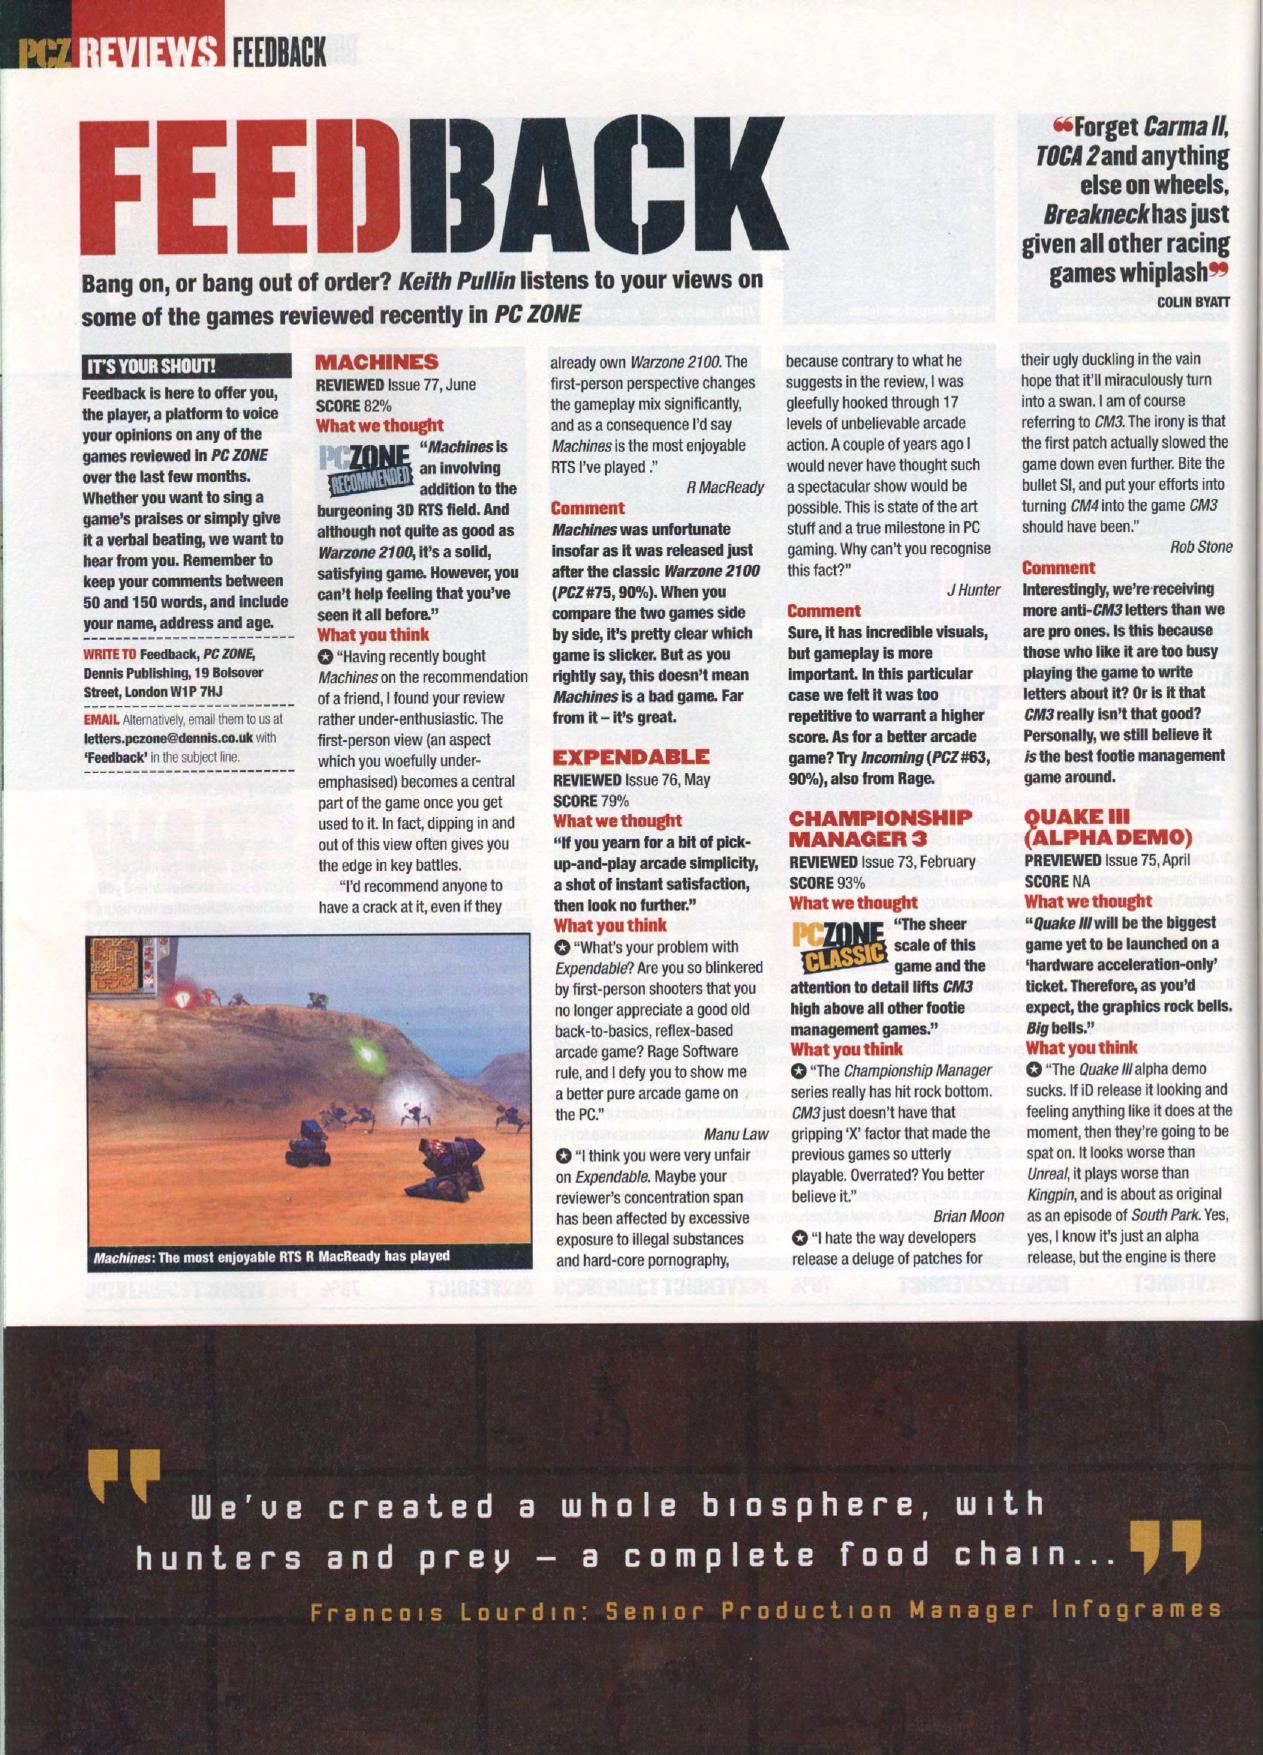 PCZ REVIEWS FEEDBACK
FEEDBACK
Bang on, or bang out of order? Keith Pullin listens to your views on
some of the games reviewed recently in PC ZONE
❝Forget Carma II,
TOCA 2 and anything
else on wheels,
Breakneck has just
given all other racing
games whiplash❞
COLIN BYATT
IT'S YOUR SHOUT!
Feedback is here to offer you,
the player, a platform to voice
your opinions on any of the
games reviewed in PC ZONE
over the last few months.
Whether you want to sing a
game's praises or simply give
it a verbal beating, we want to
hear from you. Remember to
keep your comments between
50 and 150 words, and include
your name, address and age.
WRITE TO Feedback, PC ZONE,
Dennis Publishing, 19 Bolsover
Street, London W1P 7HJ
EMAIL Alternatively, email them to us at
letters.pczone@dennis.co.uk with
'Feedback' in the subject line.
MACHINES
REVIEWED Issue 77, June
SCORE 82%
What we thought
PCZONE
RECOMMENDED
"Machines is
an involving
addition to the
burgeoning 3D RTS field. And
although not quite as good as
Warzone 2100, it's a solid,
satisfying game. However, you
can't help feeling that you've
seen it all before."
What you think
✪ "Having recently bought
Machines on the recommendation
of a friend, I found your review
rather under-enthusiastic. The
first-person view (an aspect
which you woefully under-
emphasised) becomes a central
part of the game once you get
used to it. In fact, dipping in and
out of this view often gives you
the edge in key battles.
"I'd recommend anyone to
have a crack at it, even if they
Machines: The most enjoyable RTS R MacReady has played
already own Warzone 2100. The
first-person perspective changes
the gameplay mix significantly,
and as a consequence I'd say
Machines is the most enjoyable
RTS I've played ."
R MacReady
Comment
Machines was unfortunate
insofar as it was released just
after the classic Warzone 2100
(PCZ #75, 90%). When you
compare the two games side
by side, it's pretty clear which
game is slicker. But as you
rightly say, this doesn't mean
Machines is a bad game. Far
from it – it's great.
EXPENDABLE
REVIEWED Issue 76, May
SCORE 79%
What we thought
"If you yearn for a bit of pick-
up-and-play arcade simplicity,
a shot of instant satisfaction,
then look no further."
What you think
✪ "What's your problem with
Expendable? Are you so blinkered
by first-person shooters that you
no longer appreciate a good old
back-to-basics, reflex-based
arcade game? Rage Software
rule, and I defy you to show me
a better pure arcade game on
the PC."
Manu Law
✪ "I think you were very unfair
on Expendable. Maybe your
reviewer's concentration span
has been affected by excessive
exposure to illegal substances
and hard-core pornography,
because contrary to what he
suggests in the review, I was
gleefully hooked through 17
levels of unbelievable arcade
action. A couple of years ago I
would never have thought such
a spectacular show would be
possible. This is state of the art
stuff and a true milestone in PC
gaming. Why can't you recognise
this fact?"
J Hunter
Comment
Sure, it has incredible visuals,
but gameplay is more
important. In this particular
case we felt it was too
repetitive to warrant a higher
score. As for a better arcade
game? Try Incoming (PCZ #63,
90%), also from Rage.
CHAMPIONSHIP
MANAGER 3
REVIEWED Issue 73, February
SCORE 93%
What we thought
PCZONE
CLASSIC
"The sheer
scale of this
game and the
attention to detail lifts CM3
high above all other footie
management games."
What you think
✪ "The Championship Manager
series really has hit rock bottom.
CM3 just doesn't have that
gripping 'X' factor that made the
previous games so utterly
playable. Overrated? You better
believe it."
Brian Moon
✪ "I hate the way developers
release a deluge of patches for
their ugly duckling in the vain
hope that it'll miraculously turn
into a swan. I am of course
referring to CM3. The irony is that
the first patch actually slowed the
game down even further. Bite the
bullet SI, and put your efforts into
turning CM4 into the game CM3
should have been."
Rob Stone
Comment
Interestingly, we're receiving
more anti-CM3 letters than we
are pro ones. Is this because
those who like it are too busy
playing the game to write
letters about it? Or is it that
CM3 really isn't that good?
Personally, we still believe it
is the best footie management
game around.
QUAKE III
(ALPHA DEMO)
PREVIEWED Issue 75, April
SCORE NA
What we thought
"Quake III will be the biggest
game yet to be launched on a
'hardware acceleration-only'
ticket. Therefore, as you'd
expect, the graphics rock bells.
Big bells."
What you think
✪ "The Quake III alpha demo
sucks. If iD release it looking and
feeling anything like it does at the
moment, then they're going to be
spat on. It looks worse than
Unreal, it plays worse than
Kingpin, and is about as original
as an episode of South Park. Yes,
yes, I know it's just an alpha
release, but the engine is there
"We've created a whole biosphere, with
hunters and prey – a complete food chain..."
Francois Lourdin: Senior Production Manager Infogrames